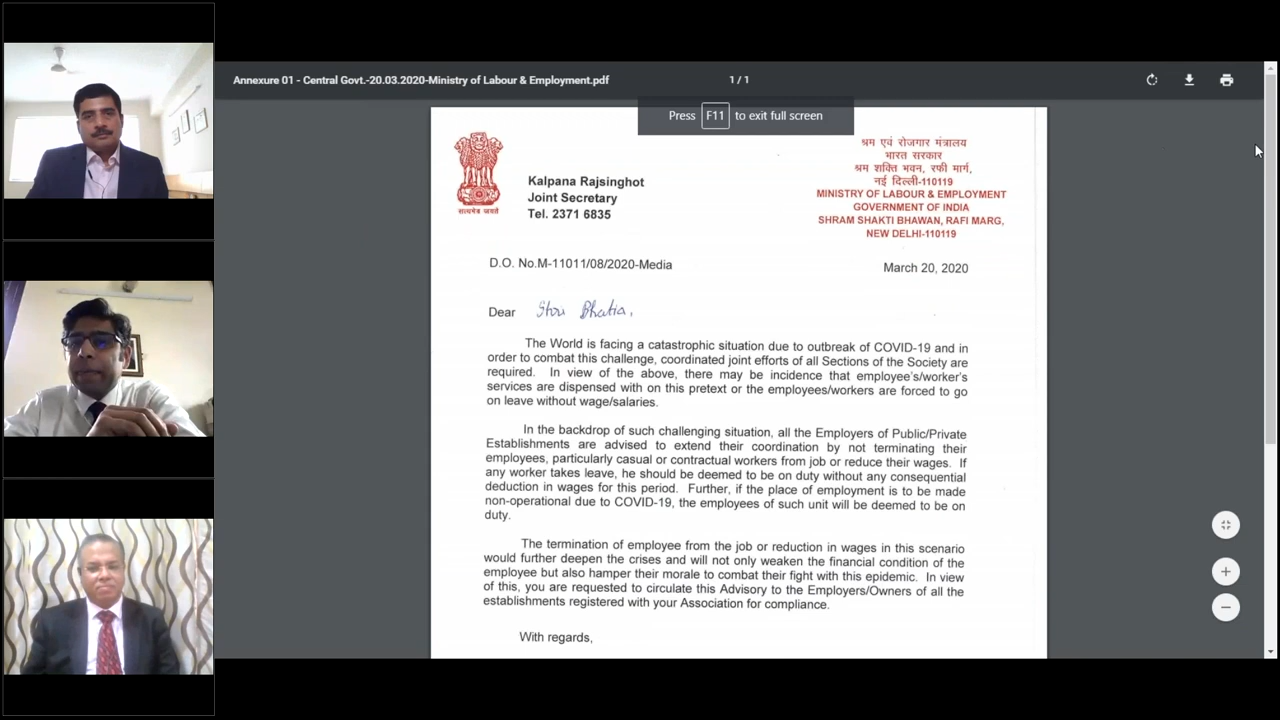 Annexure 01 - Central Govt.-20.03.2020-Ministry of Labour & Employment.pdf
1 / 1
Press F11 to exit full screen
सत्यमेव जयते
Kalpana Rajsinghot
Joint Secretary
Tel. 2371 6835
श्रम एवं रोजगार मंत्रालय
भारत सरकार
श्रम शक्ति भवन, रफी मार्ग,
नई दिल्ली-110119
MINISTRY OF LABOUR & EMPLOYMENT
GOVERNMENT OF INDIA
SHRAM SHAKTI BHAWAN, RAFI MARG,
NEW DELHI-110119
D.O. No.M-11011/08/2020-Media
March 20, 2020
Dear Shri Bhatia,
The World is facing a catastrophic situation due to outbreak of COVID-19 and in
order to combat this challenge, coordinated joint efforts of all Sections of the Society are
required. In view of the above, there may be incidence that employee's/worker's
services are dispensed with on this pretext or the employees/workers are forced to go
on leave without wage/salaries.
In the backdrop of such challenging situation, all the Employers of Public/Private
Establishments are advised to extend their coordination by not terminating their
employees, particularly casual or contractual workers from job or reduce their wages. If
any worker takes leave, he should be deemed to be on duty without any consequential
deduction in wages for this period. Further, if the place of employment is to be made
non-operational due to COVID-19, the employees of such unit will be deemed to be on
duty.
The termination of employee from the job or reduction in wages in this scenario
would further deepen the crises and will not only weaken the financial condition of the
employee but also hamper their morale to combat their fight with this epidemic. In view
of this, you are requested to circulate this Advisory to the Employers/Owners of all the
establishments registered with your Association for compliance.
With regards,